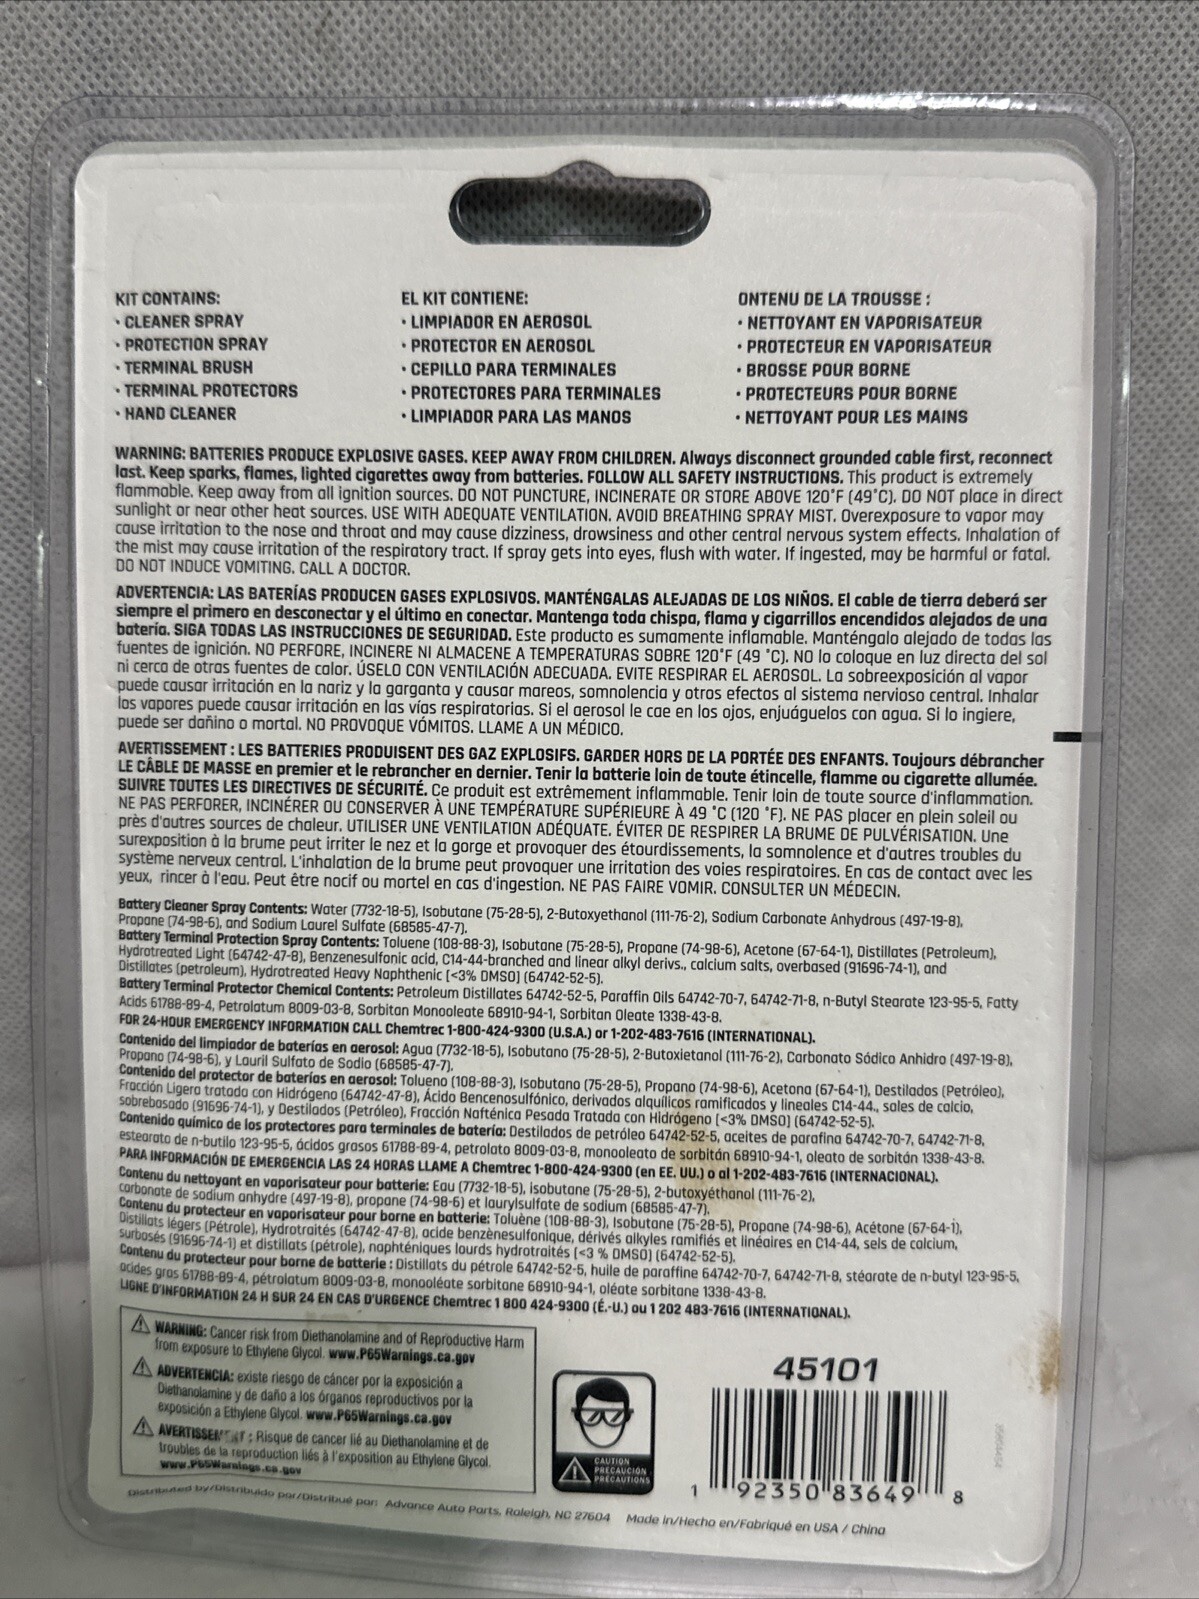 KIT CONTAINS:
• CLEANER SPRAY
• PROTECTION SPRAY
• TERMINAL BRUSH
• TERMINAL PROTECTORS
• HAND CLEANER
EL KIT CONTIENE:
• LIMPIADOR EN AEROSOL
• PROTECTOR EN AEROSOL
• CEPILLO PARA TERMINALES
• PROTECTORES PARA TERMINALES
• LIMPIADOR PARA LAS MANOS
ONTENU DE LA TROUSSE :
• NETTOYANT EN VAPORISATEUR
• PROTECTEUR EN VAPORISATEUR
• BROSSE POUR BORNE
• PROTECTEURS POUR BORNE
• NETTOYANT POUR LES MAINS
WARNING: BATTERIES PRODUCE EXPLOSIVE GASES. KEEP AWAY FROM CHILDREN. Always disconnect grounded cable first, reconnect
last. Keep sparks, flames, lighted cigarettes away from batteries. FOLLOW ALL SAFETY INSTRUCTIONS. This product is extremely
flammable. Keep away from all ignition sources. DO NOT PUNCTURE, INCINERATE OR STORE ABOVE 120°F (49°C). DO NOT place in direct
sunlight or near other heat sources. USE WITH ADEQUATE VENTILATION. AVOID BREATHING SPRAY MIST. Overexposure to vapor may
cause irritation to the nose and throat and may cause dizziness, drowsiness and other central nervous system effects. Inhalation of
the mist may cause irritation of the respiratory tract. If spray gets into eyes, flush with water. If ingested, may be harmful or fatal.
DO NOT INDUCE VOMITING. CALL A DOCTOR.
ADVERTENCIA: LAS BATERÍAS PRODUCEN GASES EXPLOSIVOS. MANTÉNGALAS ALEJADAS DE LOS NIÑOS. El cable de tierra deberá ser
siempre el primero en desconectar y el último en conectar. Mantenga toda chispa, flama y cigarrillos encendidos alejados de una
batería. SIGA TODAS LAS INSTRUCCIONES DE SEGURIDAD. Este producto es sumamente inflamable. Manténgalo alejado de todas las
fuentes de ignición. NO PERFORE, INCINERE NI ALMACENE A TEMPERATURAS SOBRE 120°F (49 °C). NO lo coloque en luz directa del sol
ni cerca de otras fuentes de calor. ÚSELO CON VENTILACIÓN ADECUADA. EVITE RESPIRAR EL AEROSOL. La sobreexposición al vapor
puede causar irritación en la nariz y la garganta y causar mareos, somnolencia y otros efectos al sistema nervioso central. Inhalar
los vapores puede causar irritación en las vías respiratorias. Si el aerosol le cae en los ojos, enjuáguelos con agua. Si lo ingiere,
puede ser dañino o mortal. NO PROVOQUE VÓMITOS. LLAME A UN MÉDICO.
AVERTISSEMENT : LES BATTERIES PRODUISENT DES GAZ EXPLOSIFS. GARDER HORS DE LA PORTÉE DES ENFANTS. Toujours débrancher
LE CÂBLE DE MASSE en premier et le rebrancher en dernier. Tenir la batterie loin de toute étincelle, flamme ou cigarette allumée.
SUIVRE TOUTES LES DIRECTIVES DE SÉCURITÉ. Ce produit est extrêmement inflammable. Tenir loin de toute source d'inflammation.
NE PAS PERFORER, INCINÉRER OU CONSERVER À UNE TEMPÉRATURE SUPÉRIEURE À 49 °C (120 °F). NE PAS placer en plein soleil ou
près d'autres sources de chaleur. UTILISER UNE VENTILATION ADÉQUATE. ÉVITER DE RESPIRER LA BRUME DE PULVÉRISATION. Une
surexposition à la brume peut irriter le nez et la gorge et provoquer des étourdissements, la somnolence et d'autres troubles du
système nerveux central. L'inhalation de la brume peut provoquer une irritation des voies respiratoires. En cas de contact avec les
yeux, rincer à l'eau. Peut être nocif ou mortel en cas d'ingestion. NE PAS FAIRE VOMIR. CONSULTER UN MÉDECIN.
Battery Cleaner Spray Contents: Water (7732-18-5), Isobutane (75-28-5), 2-Butoxyethanol (111-76-2), Sodium Carbonate Anhydrous (497-19-8),
Propane (74-98-6), and Sodium Laurel Sulfate (68585-47-7).
Battery Terminal Protection Spray Contents: Toluene (108-88-3), Isobutane (75-28-5), Propane (74-98-6), Acetone (67-64-1), Distillates (Petroleum),
Hydrotreated Light (64742-47-8), Benzenesulfonic acid, C14-44-branched and linear alkyl derivs., calcium salts, overbased (91696-74-1), and
Distillates (petroleum), Hydrotreated Heavy Naphthenic [<3% DMSO] (64742-52-5).
Battery Terminal Protector Chemical Contents: Petroleum Distillates 64742-52-5, Paraffin Oils 64742-70-7, 64742-71-8, n-Butyl Stearate 123-95-5, Fatty
Acids 61788-89-4, Petrolatum 8009-03-8, Sorbitan Monooleate 68910-94-1, Sorbitan Oleate 1338-43-8.
FOR 24-HOUR EMERGENCY INFORMATION CALL Chemtrec 1-800-424-9300 (U.S.A.) or 1-202-483-7616 (INTERNATIONAL).
Contenido del limpiador de baterías en aerosol: Agua (7732-18-5), Isobutano (75-28-5), 2-Butoxietanol (111-76-2), Carbonato Sódico Anhidro (497-19-8),
Propano (74-98-6), y Lauril Sulfato de Sodio (68585-47-7).
Contenido del protector de baterías en aerosol: Tolueno (108-88-3), Isobutano (75-28-5), Propano (74-98-6), Acetona (67-64-1), Destilados (Petróleo),
Fracción Ligera tratada con Hidrógeno (64742-47-8), Ácido Bencenosulfónico, derivados alquílicos ramificados y lineales C14-44., sales de calcio,
sobrebasado (91696-74-1), y Destilados (Petróleo), Fracción Nafténica Pesada Tratada con Hidrógeno [<3% DMSO] (64742-52-5).
Contenido químico de los protectores para terminales de batería: Destilados de petróleo 64742-52-5, aceites de parafina 64742-70-7, 64742-71-8,
estearato de n-butilo 123-95-5, ácidos grasos 61788-89-4, petrolato 8009-03-8, monooleato de sorbitán 68910-94-1, oleato de sorbitán 1338-43-8.
PARA INFORMACIÓN DE EMERGENCIA LAS 24 HORAS LLAME A Chemtrec 1-800-424-9300 (en EE. UU.) o al 1-202-483-7616 (INTERNACIONAL).
Contenu du nettoyant en vaporisateur pour batterie: Eau (7732-18-5), isobutane (75-28-5), 2-butoxyéthanol (111-76-2),
carbonate de sodium anhydre (497-19-8), propane (74-98-6) et laurylsulfate de sodium (68585-47-7).
Contenu du protecteur en vaporisateur pour borne en batterie: Toluène (108-88-3), Isobutane (75-28-5), Propane (74-98-6), Acétone (67-64-1),
Distillats légers (Pétrole), Hydrotraités (64742-47-8), acide benzènesulfonique, dérivés alkyles ramifiés et linéaires en C14-44, sels de calcium,
surbasés (91696-74-1) et distillats (pétrole), naphténiques lourds hydrotraités [<3 % DMSO] (64742-52-5).
Contenu du protecteur pour borne de batterie : Distillats du pétrole 64742-52-5, huile de paraffine 64742-70-7, 64742-71-8, stéarate de n-butyl 123-95-5,
acides gras 61788-89-4, pétrolatum 8009-03-8, monooléate sorbitane 68910-94-1, oléate sorbitane 1338-43-8.
LIGNE D'INFORMATION 24 H SUR 24 EN CAS D'URGENCE Chemtrec 1 800 424-9300 (É.-U.) ou 1 202 483-7616 (INTERNATIONAL).
WARNING: Cancer risk from Diethanolamine and of Reproductive Harm
from exposure to Ethylene Glycol. www.P65Warnings.ca.gov
ADVERTENCIA: existe riesgo de cáncer por la exposición a
Diethanolamine y de daño a los órganos reproductivos por la
exposición a Ethylene Glycol. www.P65Warnings.ca.gov
: Risque de cancer lié au Diethanolamine et de
troubles de la reproduction liés à l'exposition au Ethylene Glycol.
www.P65Warnings.ca.gov
CAUTION
PRECAUCIÓN
PRÉCAUTIONS
45101
1 92350 83649 8
Distributed by/Distribuido por/Distribué par: Advance Auto Parts, Raleigh, NC 27604 Made in/Hecho en/Fabriqué en USA / China